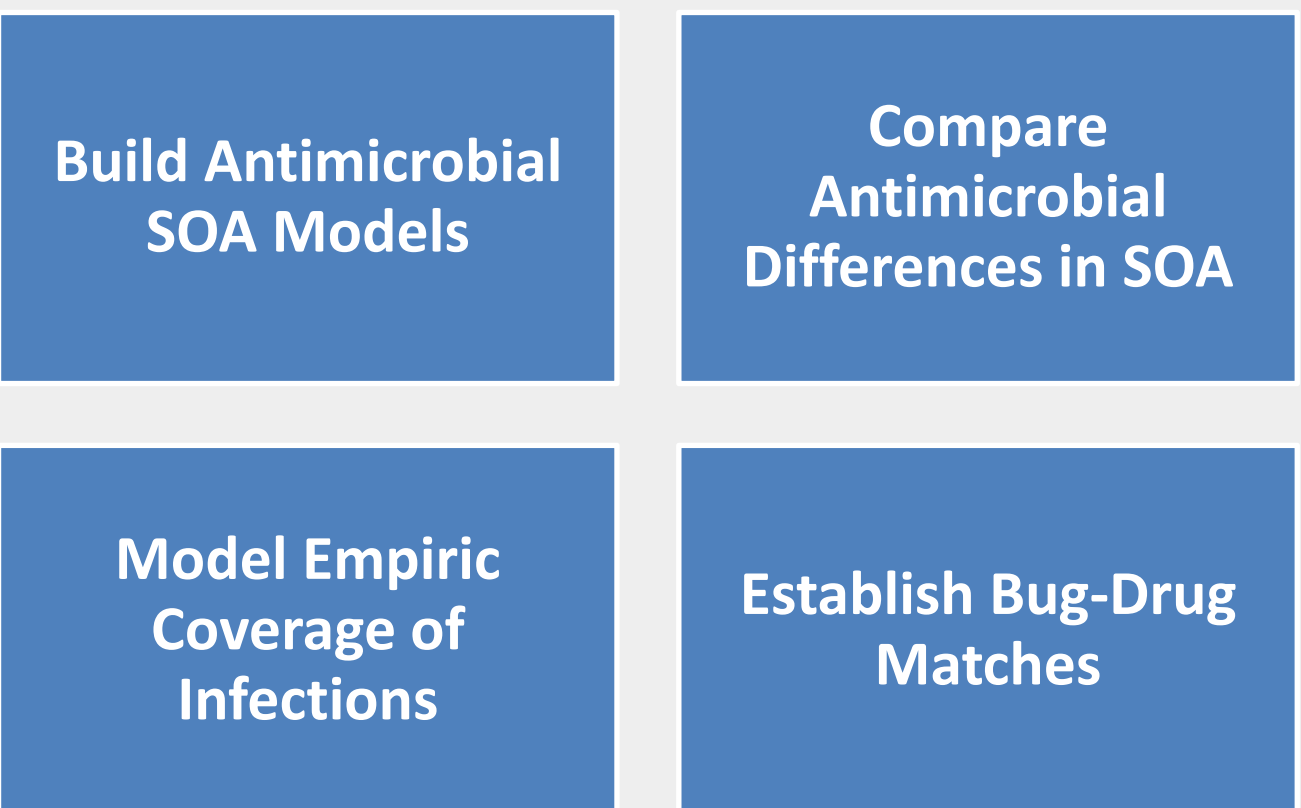 Build Antimicrobial
SOA Models
Compare
Antimicrobial
Differences in SOA
Model Empiric
Coverage of
Infections
Establish Bug-Drug
Matches